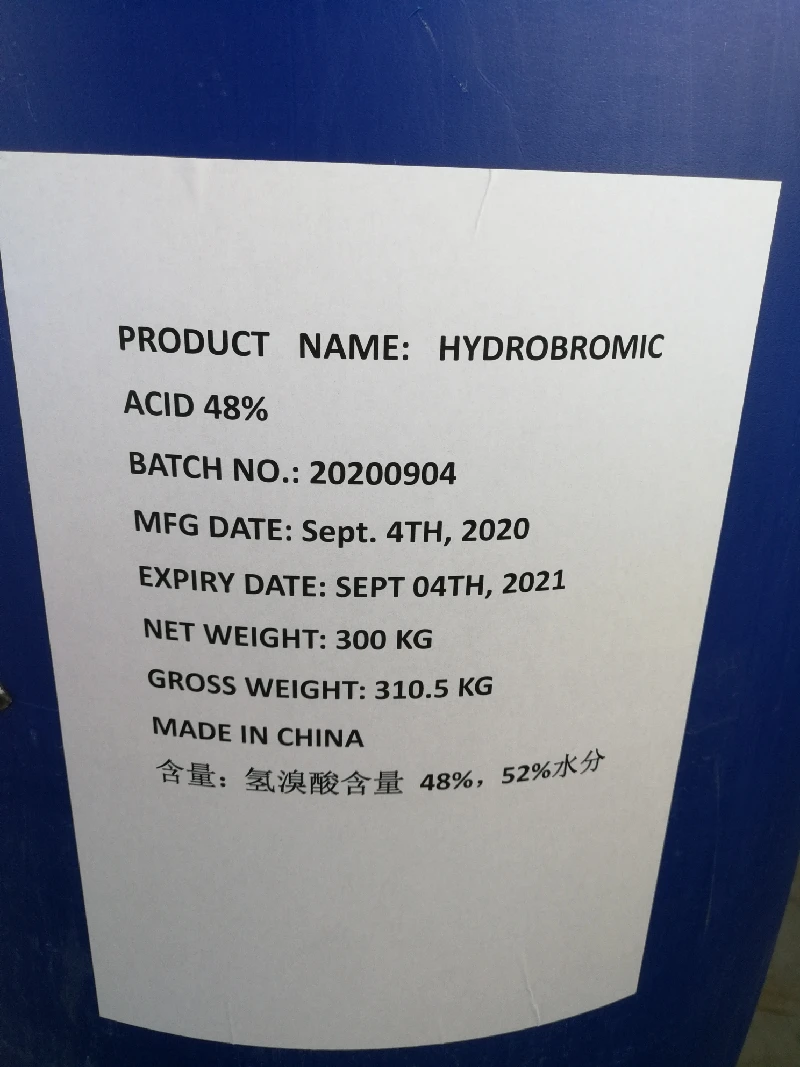 PRODUCT NAME: HYDROBROMIC
ACID 48%
BATCH NO.: 20200904
MFG DATE: Sept. 4TH, 2020
EXPIRY DATE: SEPT 04TH, 2021
NET WEIGHT: 300 KG
GROSS WEIGHT: 310.5 KG
MADE IN CHINA
含量：氢溴酸含量 48%，52%水分